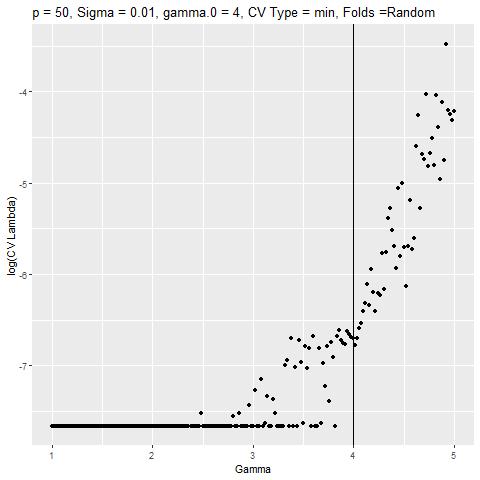 p = 50, Sigma = 0.01, gamma.0 = 4, CV Type = min, Folds =Random
-4
-5
-6
-7
log(CV Lambda)
1 2 3 4 5
Gamma